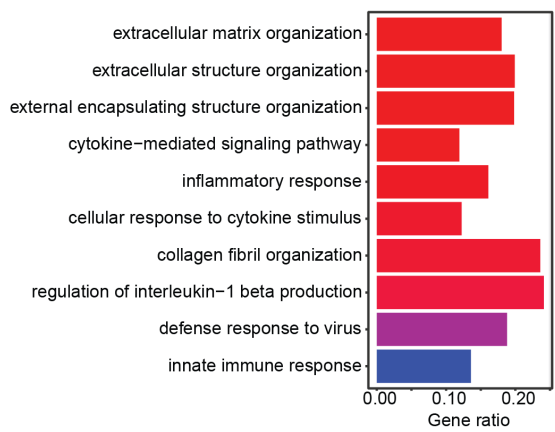 extracellular matrix organization
extracellular structure organization
external encapsulating structure organization
cytokine−mediated signaling pathway
inflammatory response
cellular response to cytokine stimulus
collagen fibril organization
regulation of interleukin−1 beta production
defense response to virus
innate immune response
0.00 0.10 0.20
Gene ratio